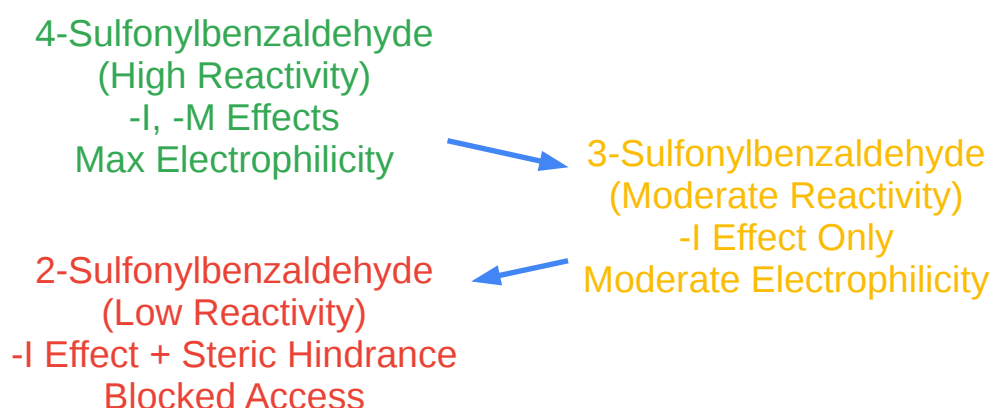 4-Sulfonylbenzaldehyde
(High Reactivity)
-I, -M Effects
Max Electrophilicity
3-Sulfonylbenzaldehyde
(Moderate Reactivity)
-I Effect Only
Moderate Electrophilicity
2-Sulfonylbenzaldehyde
(Low Reactivity)
-I Effect + Steric Hindrance
Blocked Access